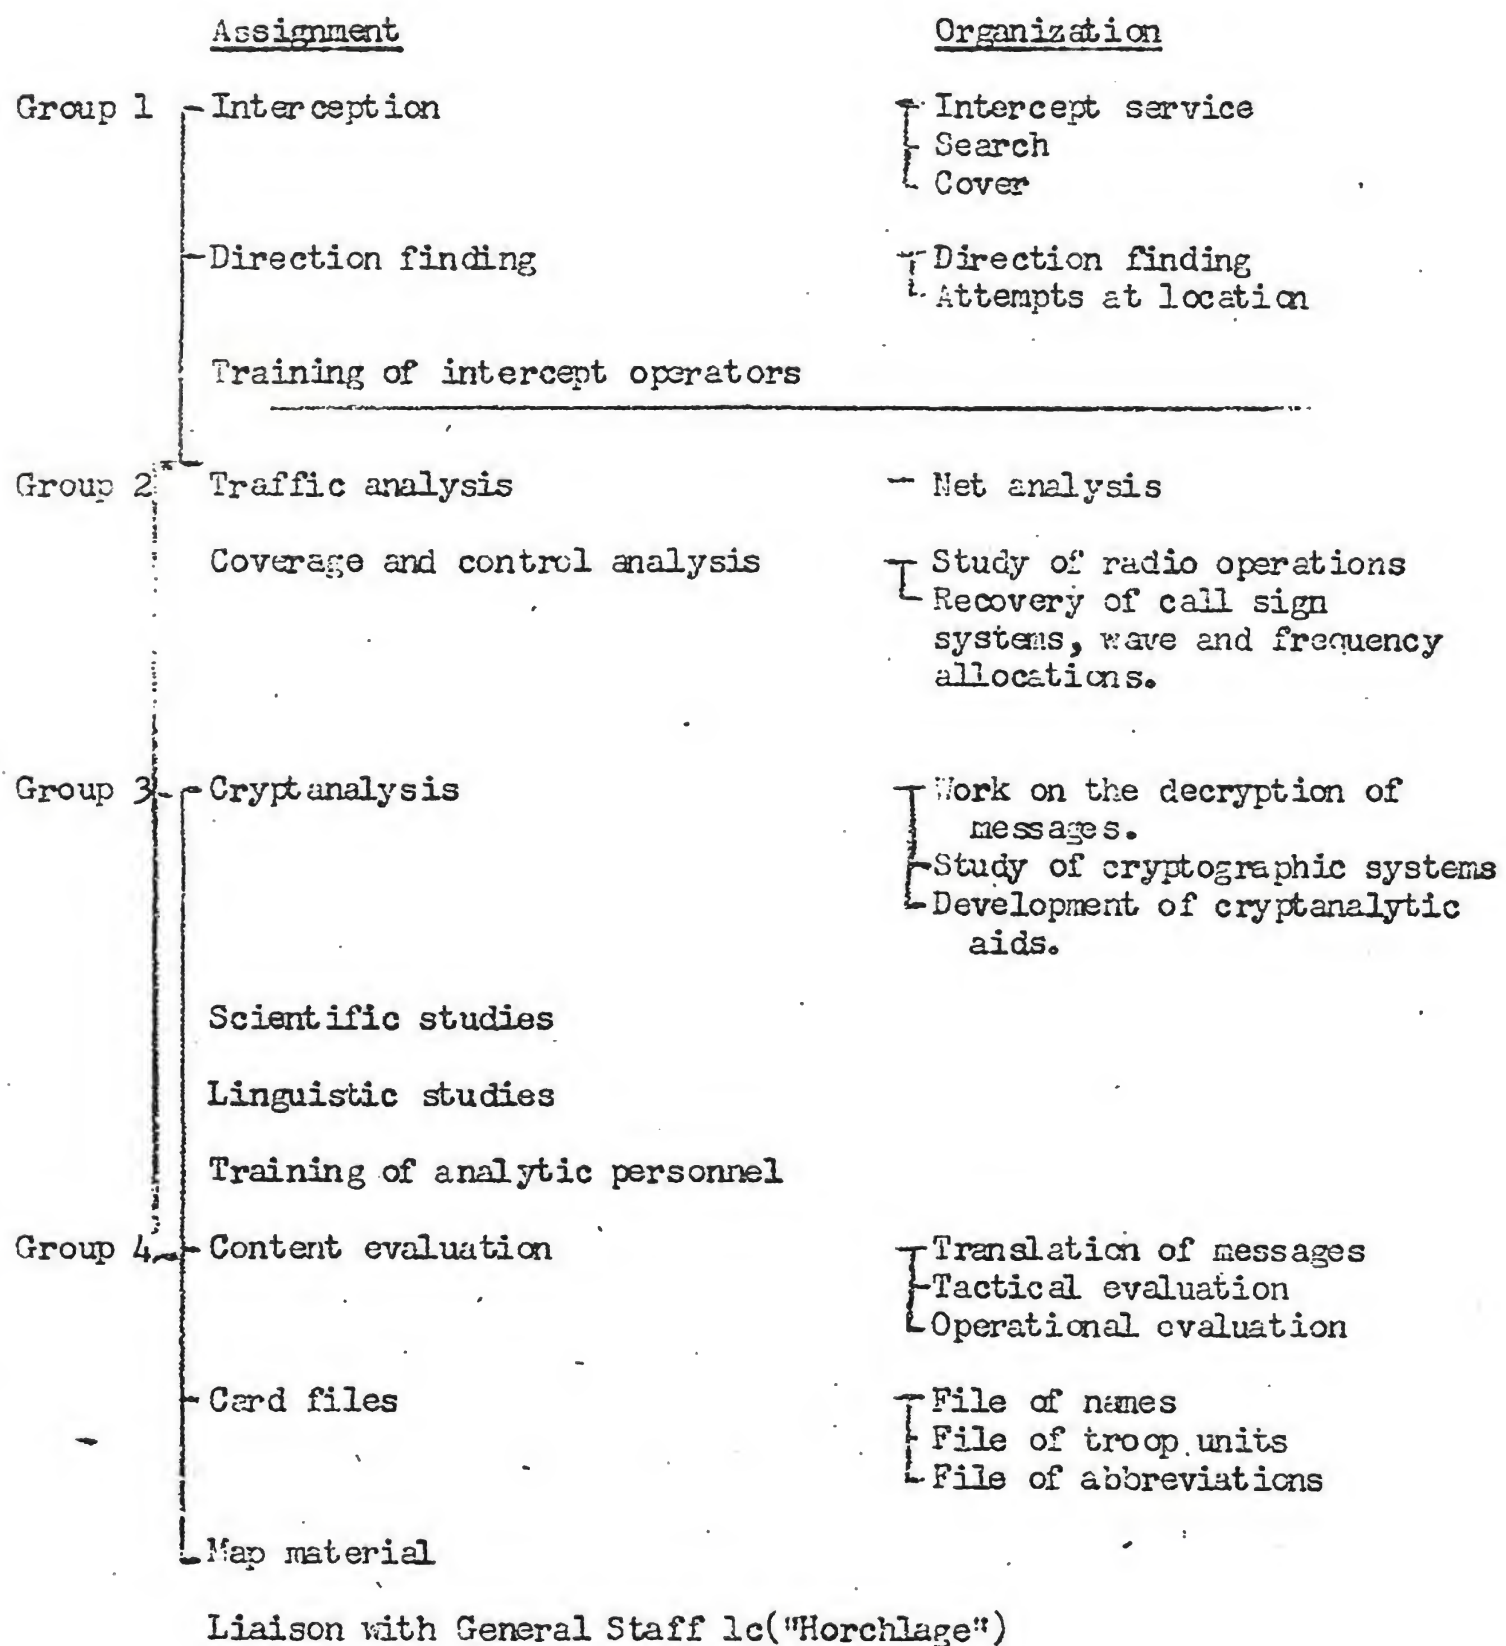 Assignment Organization
Group 1 Interception Intercept service
Search
Cover
Direction finding Direction finding
Attempts at location
Training of intercept operators
Group 2 Traffic analysis Net analysis
Coverage and control analysis Study of radio operations
Recovery of call sign
systems, wave and frequency
allocations.
Group 3 Cryptanalysis Work on the decryption of
messages.
Study of cryptographic systems
Development of cryptanalytic
aids.
Scientific studies
Linguistic studies
Training of analytic personnel
Group 4 Content evaluation Translation of messages
Tactical evaluation
Operational evaluation
Card files File of names
File of troop units
File of abbreviations
Map material
Liaison with General Staff lc("Horchlage")